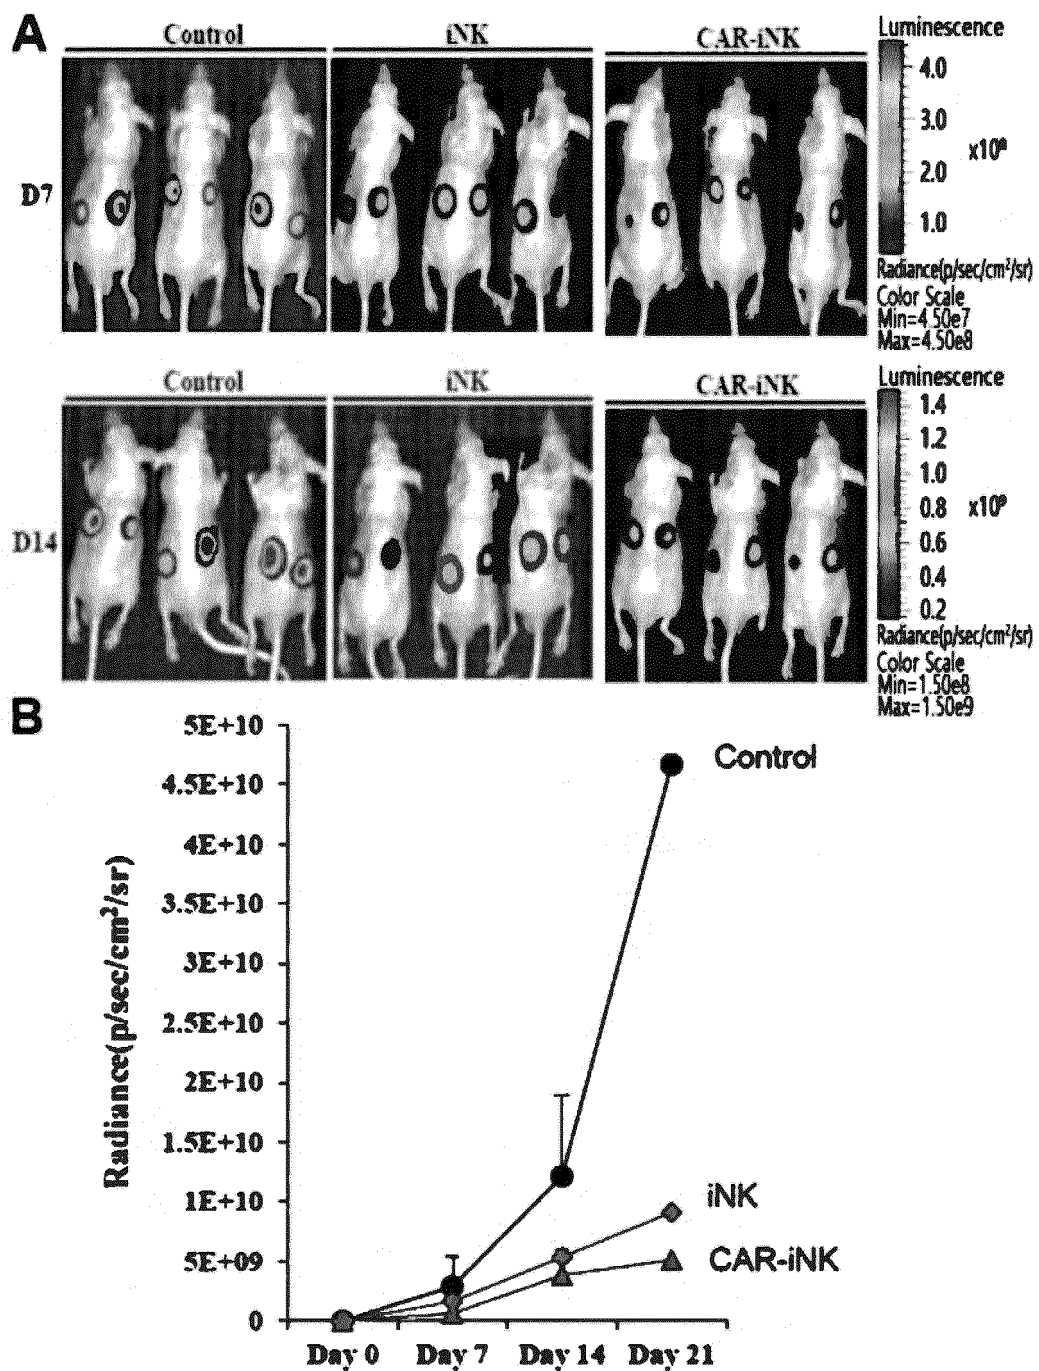 A
Control iNK CAR-iNK
D7
Luminescence
4.0
3.0
2.0
1.0
x10⁸
Radiance(p/sec/cm²/sr)
Color Scale
Min=4.50e7
Max=4.50e8
Control iNK CAR-iNK
D14
Luminescence
1.4
1.2
1.0
0.8
0.6
0.4
0.2
x10⁹
Radiance(p/sec/cm²/sr)
Color Scale
Min=1.50e8
Max=1.50e9
B
Radiance(p/sec/cm²/sr)
5E+10
4.5E+10
4E+10
3.5E+10
3E+10
2.5E+10
2E+10
1.5E+10
1E+10
5E+09
0
Control
iNK
CAR-iNK
Day 0 Day 7 Day 14 Day 21